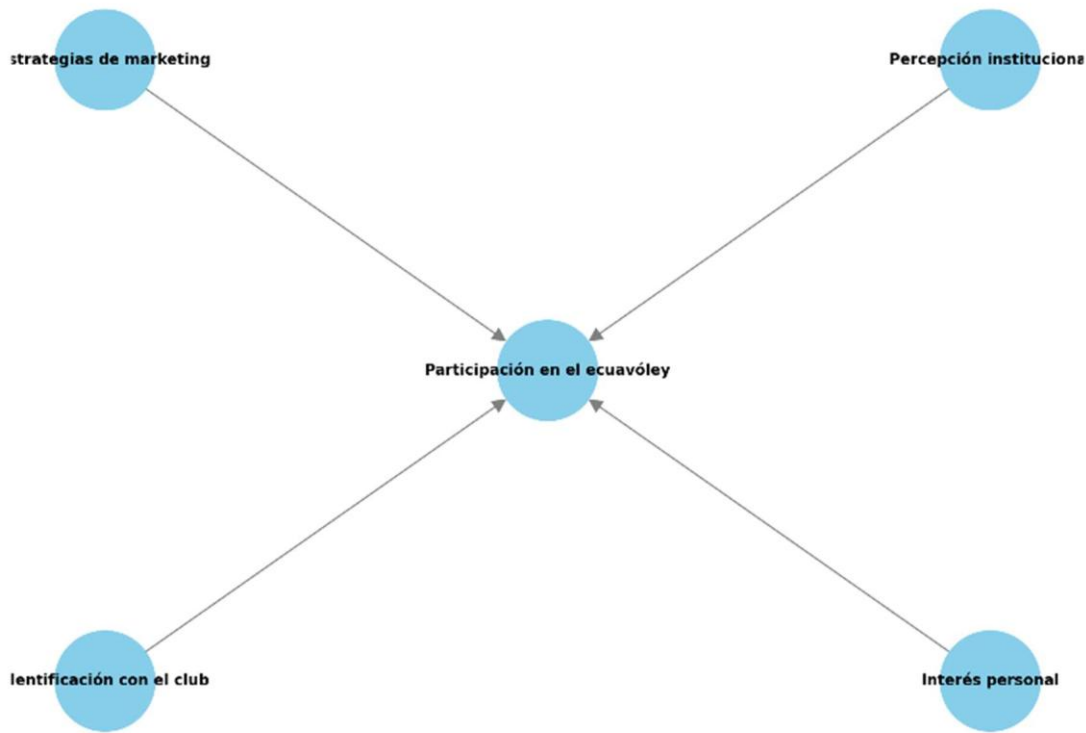 strategias de marketing
Percepción instituciona
Participación en el ecuavóley
lentificación con el club
Interés personal